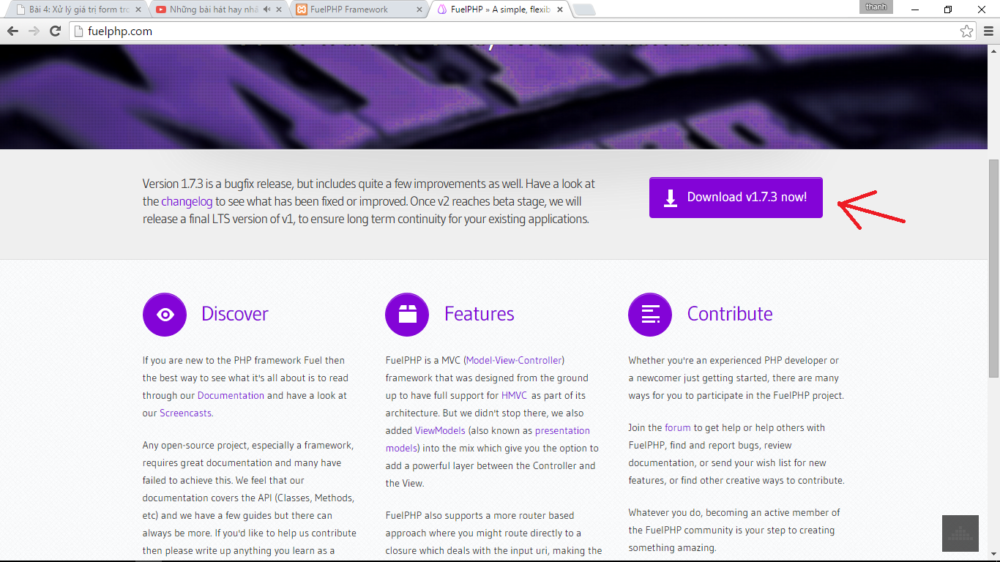 Bài 4: Xử lý giá trị form tro
Những bài hát hay nhấ
FuelPHP Framework
FuelPHP » A simple, flexib
thanh
fuelphp.com
Version 1.7.3 is a bugfix release, but includes quite a few improvements as well. Have a look at
the changelog to see what has been fixed or improved. Once v2 reaches beta stage, we will
release a final LTS version of v1, to ensure long term continuity for your existing applications.
Download v1.7.3 now!
Discover
If you are new to the PHP framework Fuel then
the best way to see what it's all about is to read
through our Documentation and have a look at
our Screencasts.
Any open-source project, especially a framework,
requires great documentation and many have
failed to achieve this. We feel that our
documentation covers the API (Classes, Methods,
etc) and we have a few guides but there can
always be more. If you'd like to help us contribute
then please write up anything you learn as a
Features
FuelPHP is a MVC (Model-View-Controller)
framework that was designed from the ground
up to have full support for HMVC as part of its
architecture. But we didn't stop there, we also
added ViewModels (also known as presentation
models) into the mix which give you the option to
add a powerful layer between the Controller and
the View.
FuelPHP also supports a more router based
approach where you might route directly to a
closure which deals with the input uri, making the
Contribute
Whether you're an experienced PHP developer or
a newcomer just getting started, there are many
ways for you to participate in the FuelPHP project.
Join the forum to get help or help others with
FuelPHP, find and report bugs, review
documentation, or send your wish list for new
features, or find other creative ways to contribute.
Whatever you do, becoming an active member of
the FuelPHP community is your step to creating
something amazing.